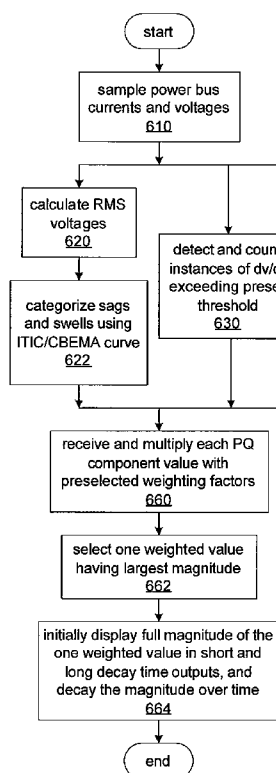 start
sample power bus
currents and voltages
610
calculate RMS
voltages
620
categorize sags
and swells using
ITIC/CBEMA curve
622
detect and coun
instances of dv/d
exceeding prese
threshold
630
receive and multiply each PQ
component value with
preselected weighting factors
660
select one weighted value
having largest magnitude
662
initially display full magnitude of the
one weighted value in short and
long decay time outputs, and
decay the magnitude over time
664
end